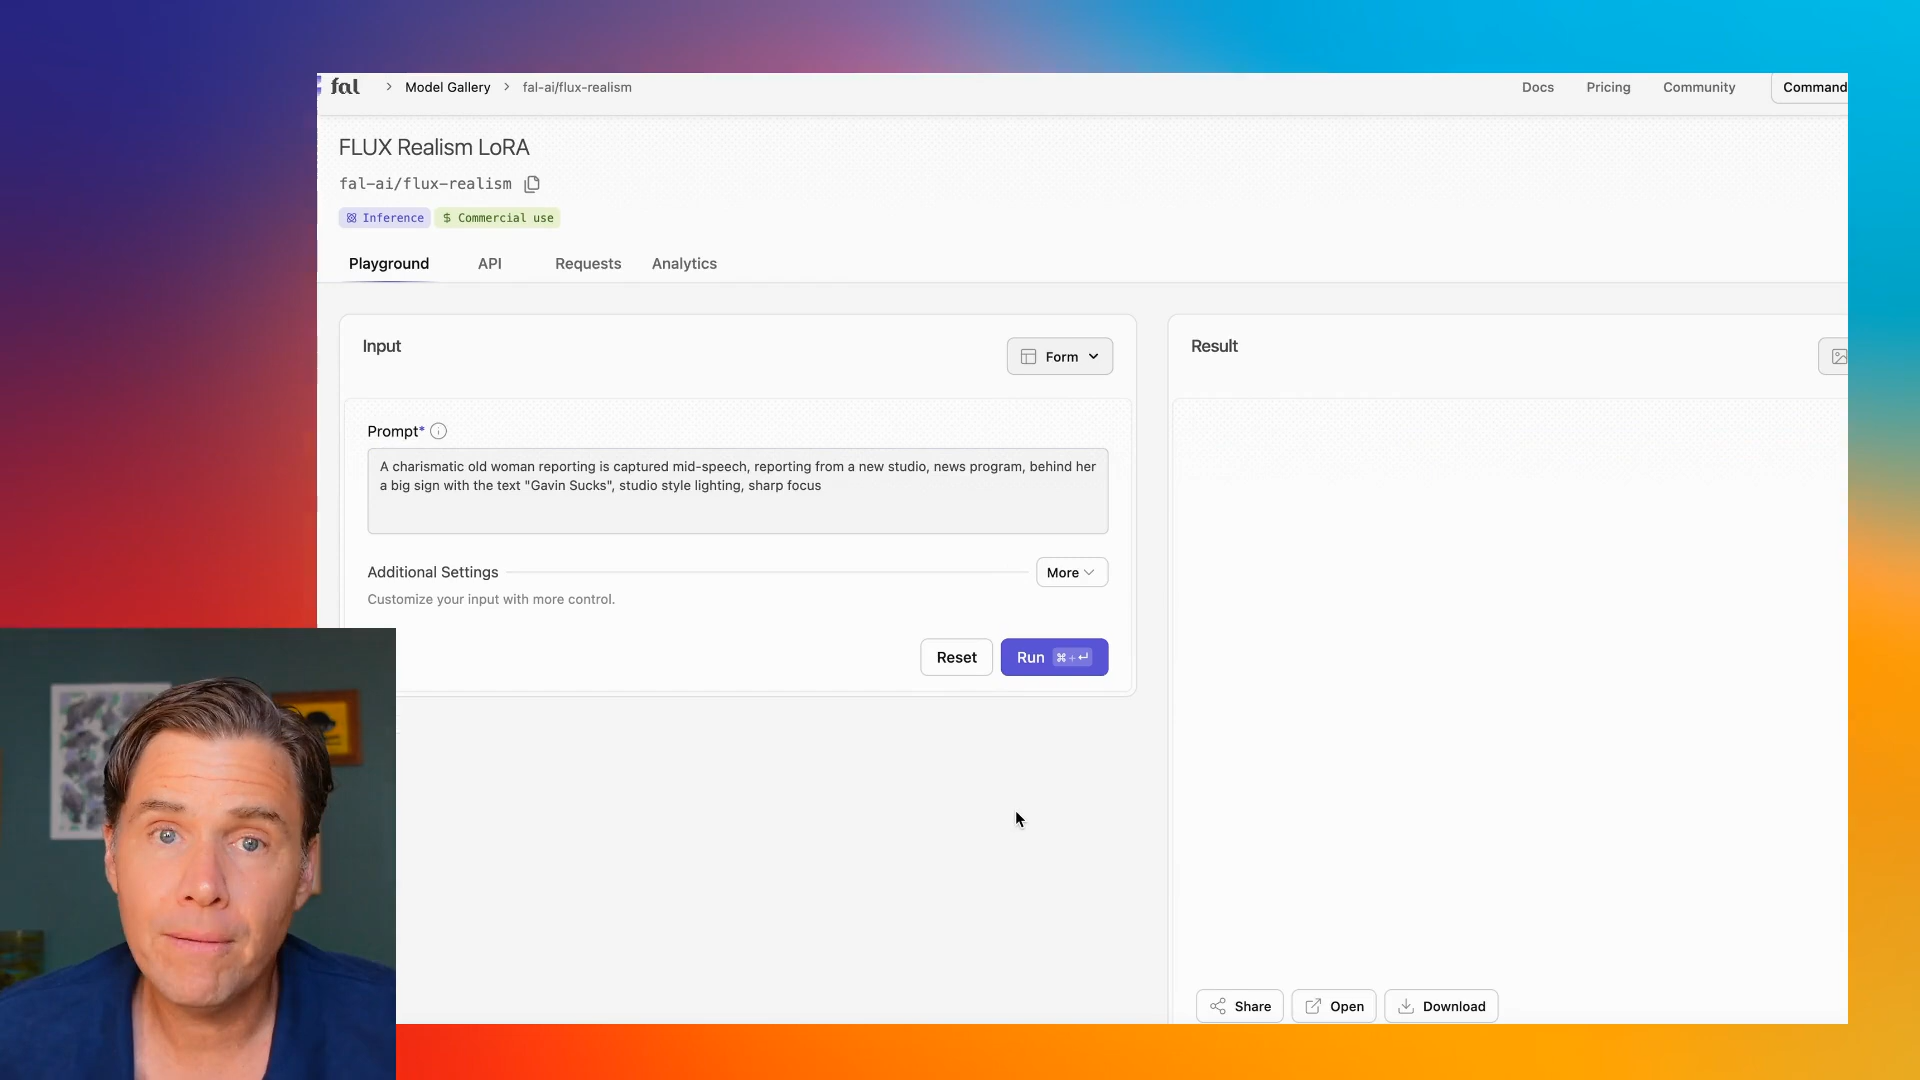 fal > Model Gallery > fal-ai/flux-realism Docs Pricing Community Command
FLUX Realism LoRA
fal-ai/flux-realism
Inference $ Commercial use
Playground API Requests Analytics
Input
Form
Prompt*
A charismatic old woman reporting is captured mid-speech, reporting from a new studio, news program, behind her
a big sign with the text "Gavin Sucks", studio style lighting, sharp focus
Additional Settings
More
Customize your input with more control.
Reset
Run ⌘+↵
Result
Share Open Download